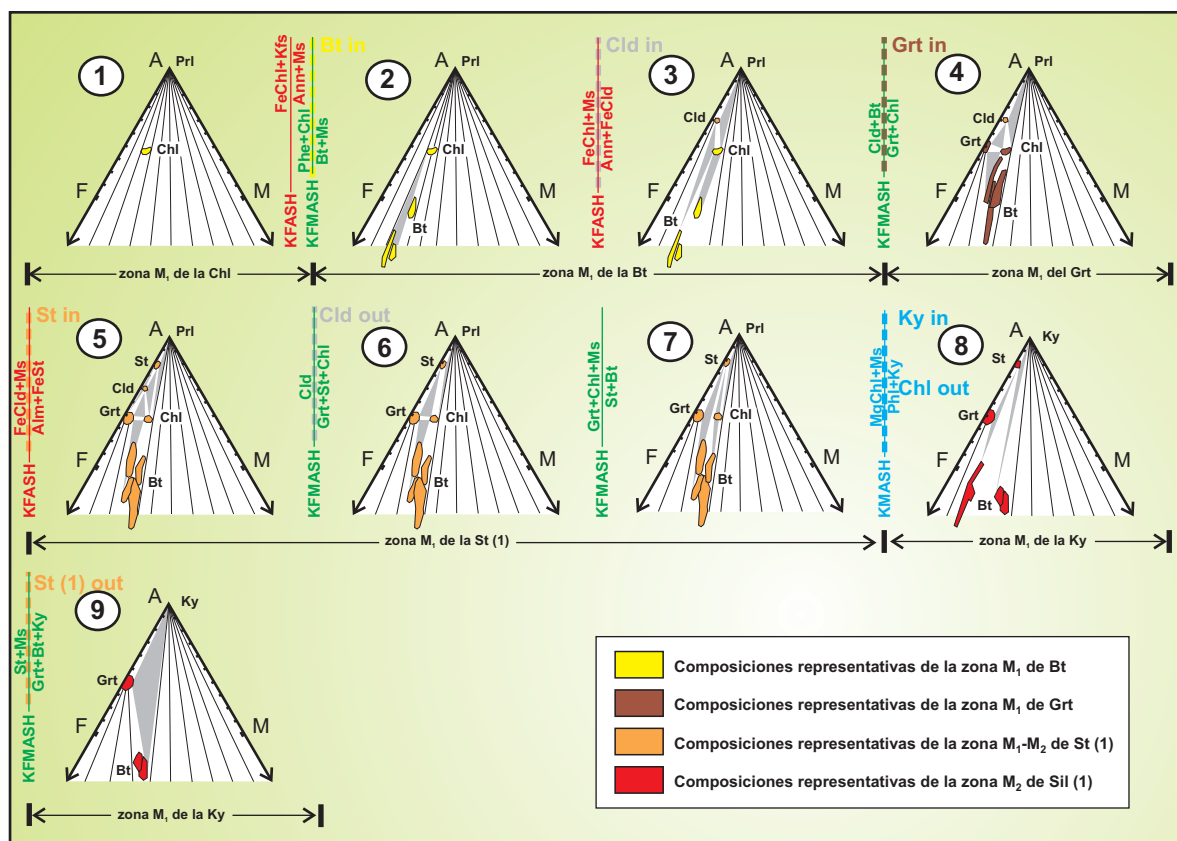 Bt in
Cld in
Grt in
KFASH
FeChl+Kfs
Ann+Ms
KFMASH
Phe+Chl
Bt+Ms
KFASH
FeChl+Ms
Ann+FeCld
KFMASH
Cld+Bt
Grt+Chl
1
A
Prl
Chl
F
M
2
A
Prl
Chl
F
M
Bt
3
A
Prl
Cld
Chl
F
M
Bt
4
A
Prl
Cld
Grt
Chl
F
M
Bt
zona M1 de la Chl
zona M1 de la Bt
zona M1 del Grt
St in
Cld out
Ky in
Chl out
KFASH
FeCld+Ms
Alm+FeSt
KFMASH
Cld
Grt+St+Chl
KFMASH
Grt+Chl+Ms
St+Bt
KMASH
MgChl+Ms
Phl+Ky
5
A
Prl
St
Cld
Grt
Chl
F
M
Bt
6
A
Prl
St
Grt
Chl
F
M
Bt
7
A
Prl
St
Grt
Chl
F
M
Bt
8
A
Ky
St
Grt
F
M
Bt
zona M1 de la St (1)
zona M1 de la Ky
St (1) out
KFMASH
St+Ms
Grt+Bt+Ky
9
A
Ky
Grt
F
M
Bt
zona M1 de la Ky
Composiciones representativas de la zona M1 de Bt
Composiciones representativas de la zona M1 de Grt
Composiciones representativas de la zona M1-M2 de St (1)
Composiciones representativas de la zona M2 de Sil (1)